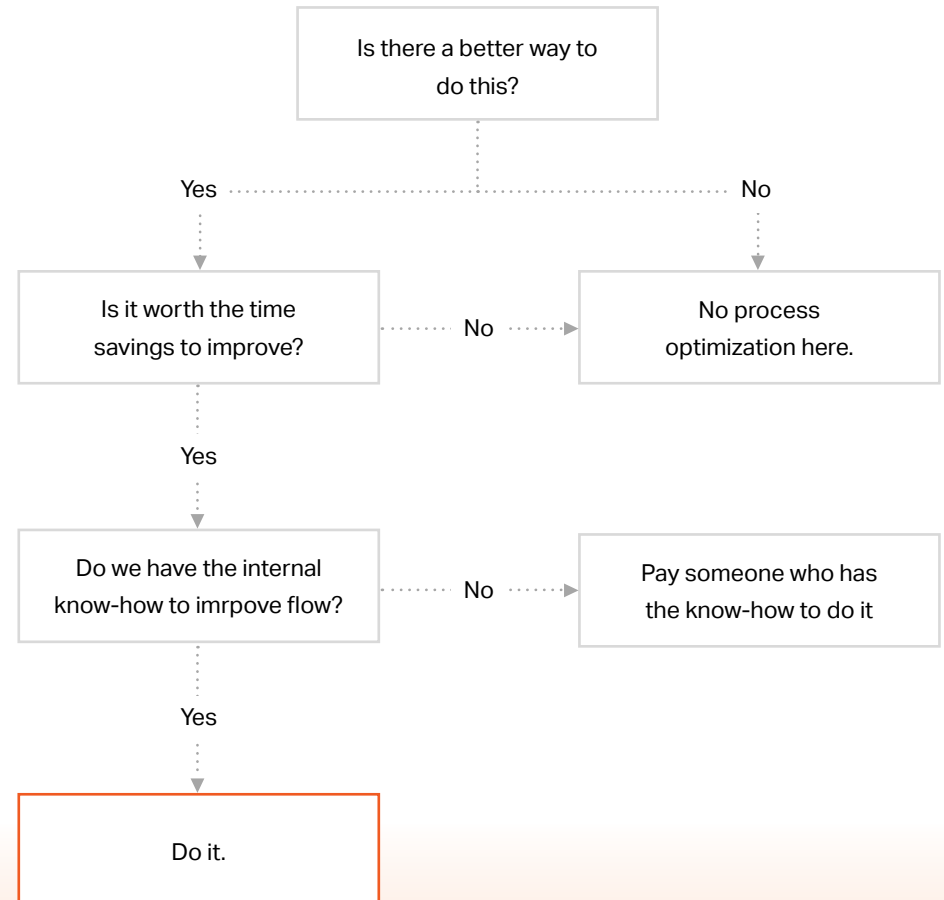 Is there a better way to
do this?
Yes
No
Is it worth the time
savings to improve?
No
No process
optimization here.
Yes
Do we have the internal
know-how to imrpove flow?
No
Pay someone who has
the know-how to do it
Yes
Do it.